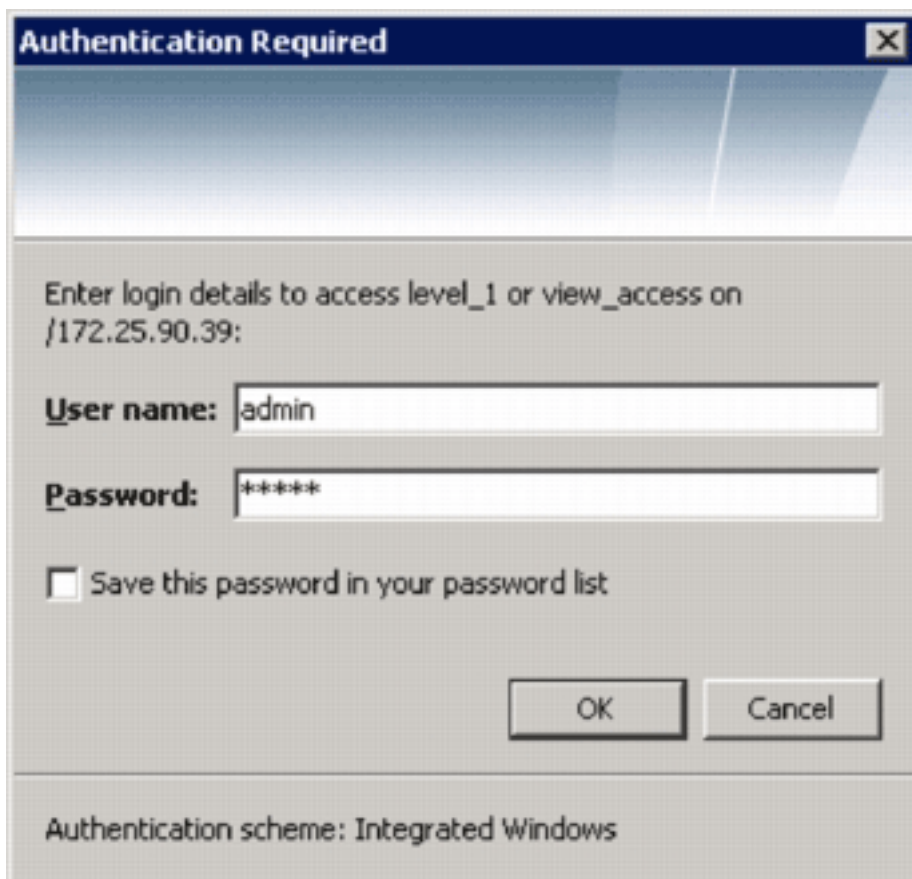 Authentication Required
Enter login details to access level_1 or view_access on
/172.25.90.39:
User name: admin
Password: *****
Save this password in your password list
OK Cancel
Authentication scheme: Integrated Windows